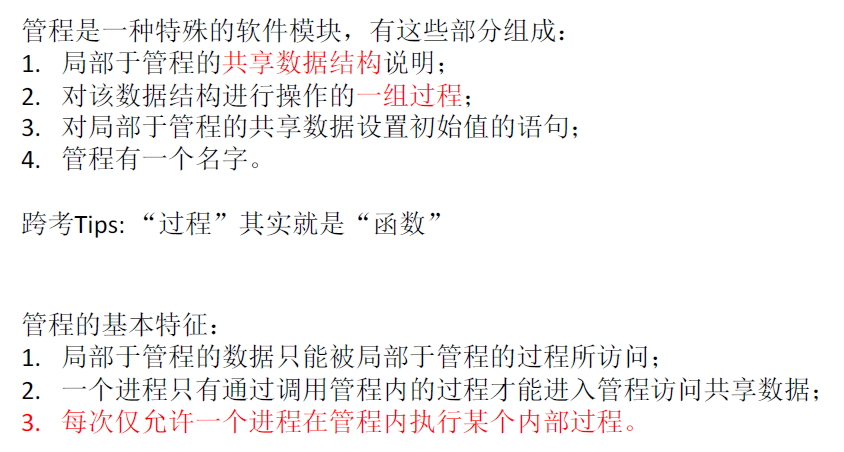 管程是一种特殊的软件模块，有这些部分组成：
1. 局部于管程的共享数据结构说明；
2. 对该数据结构进行操作的一组过程；
3. 对局部于管程的共享数据设置初始值的语句；
4. 管程有一个名字。
跨考Tips: “过程”其实就是“函数”
管程的基本特征：
1. 局部于管程的数据只能被局部于管程的过程所访问；
2. 一个进程只有通过调用管程内的过程才能进入管程访问共享数据；
3. 每次仅允许一个进程在管程内执行某个内部过程。